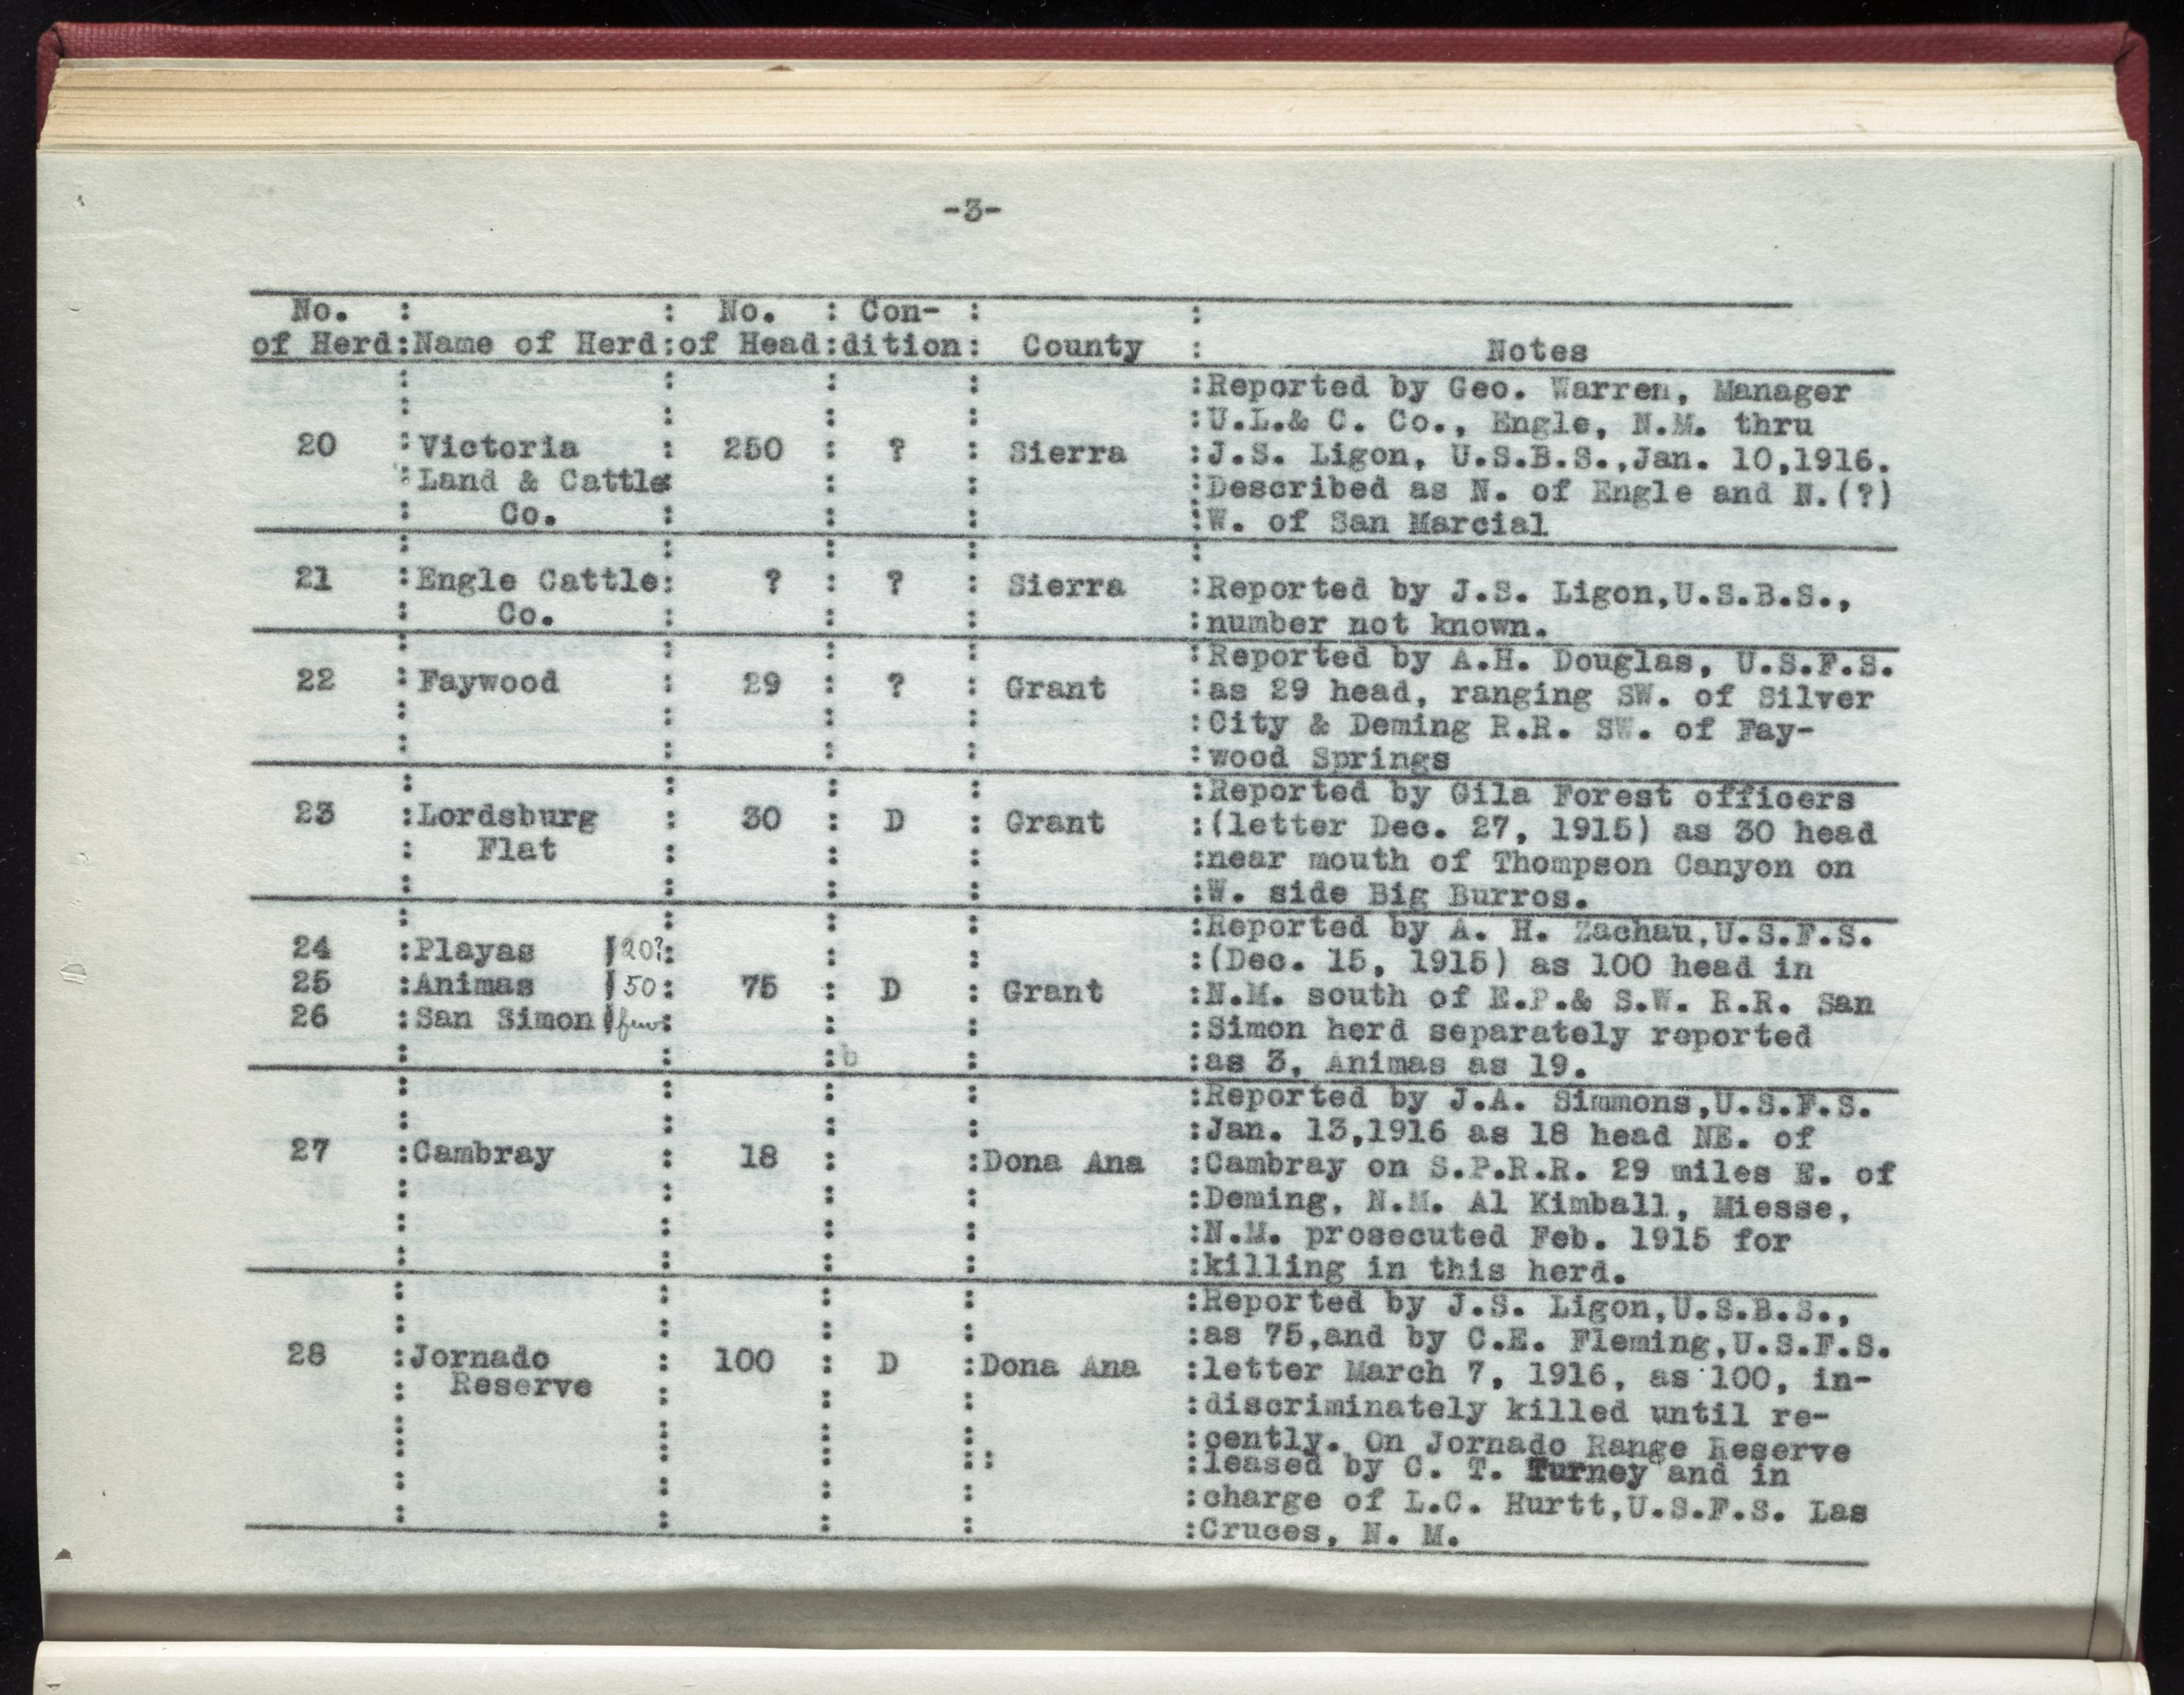 -3-
No. : : No. : Con- : :
of Herd:Name of Herd:of Head:dition: County : Notes
:Reported by Geo. Warren, Manager
:U.L.& C. Co., Engle, N.M. thru
20 :Victoria : 250 : ? : Sierra :J.S. Ligon, U.S.B.S.,Jan. 10,1916.
:Land & Cattle: : : :Described as N. of Engle and N.(?)
: Co. : : : :W. of San Marcial
21 :Engle Cattle: ? : ? : Sierra :Reported by J.S. Ligon,U.S.B.S.,
: Co. : : : :number not known.
:Reported by A.H. Douglas, U.S.F.S.
22 :Faywood : 29 : ? : Grant :as 29 head, ranging SW. of Silver
:City & Deming R.R. SW. of Fay-
:wood Springs
:Reported by Gila Forest officers
23 :Lordsburg : 30 : D : Grant :(letter Dec. 27, 1915) as 30 head
: Flat : : : :near mouth of Thompson Canyon on
:W. side Big Burros.
:Reported by A. H. Zachau,U.S.F.S.
24 :Playas |20?: : : :(Dec. 15, 1915) as 100 head in
25 :Animas |50: 75 : D : Grant :N.M. south of E.P.& S.W. R.R. San
26 :San Simon|few: : : :Simon herd separately reported
: : :b : :as 3, Animas as 19.
:Reported by J.A. Simmons,U.S.F.S.
:Jan. 13,1916 as 18 head NE. of
27 :Cambray : 18 : :Dona Ana :Cambray on S.P.R.R. 29 miles E. of
:Deming, N.M. Al Kimball, Miesse,
:N.M. prosecuted Feb. 1915 for
:killing in this herd.
:Reported by J.S. Ligon,U.S.B.S.,
:as 75,and by C.E. Fleming,U.S.F.S.
28 :Jornado : 100 : D :Dona Ana :letter March 7, 1916, as 100, in-
: Reserve : : : :discriminately killed until re-
:cently. On Jornado Range Reserve
:leased by C. T. Turney and in
:charge of L.C. Hurtt,U.S.F.S. Las
:Cruces, N. M.